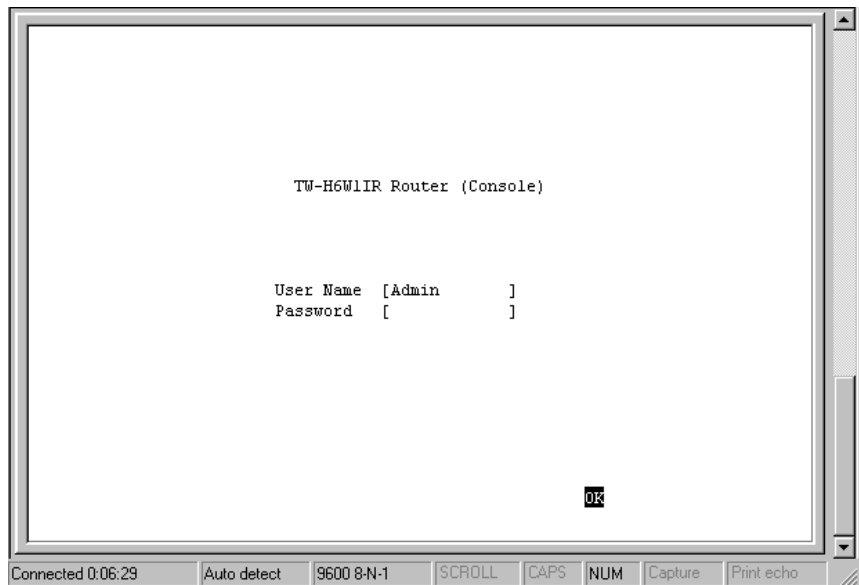 TW-H6W1IR Router (Console)
User Name [Admin ]
Password [ ]
OK
Connected 0:06:29 Auto detect 9600 8-N-1 SCROLL CAPS NUM Capture Print echo